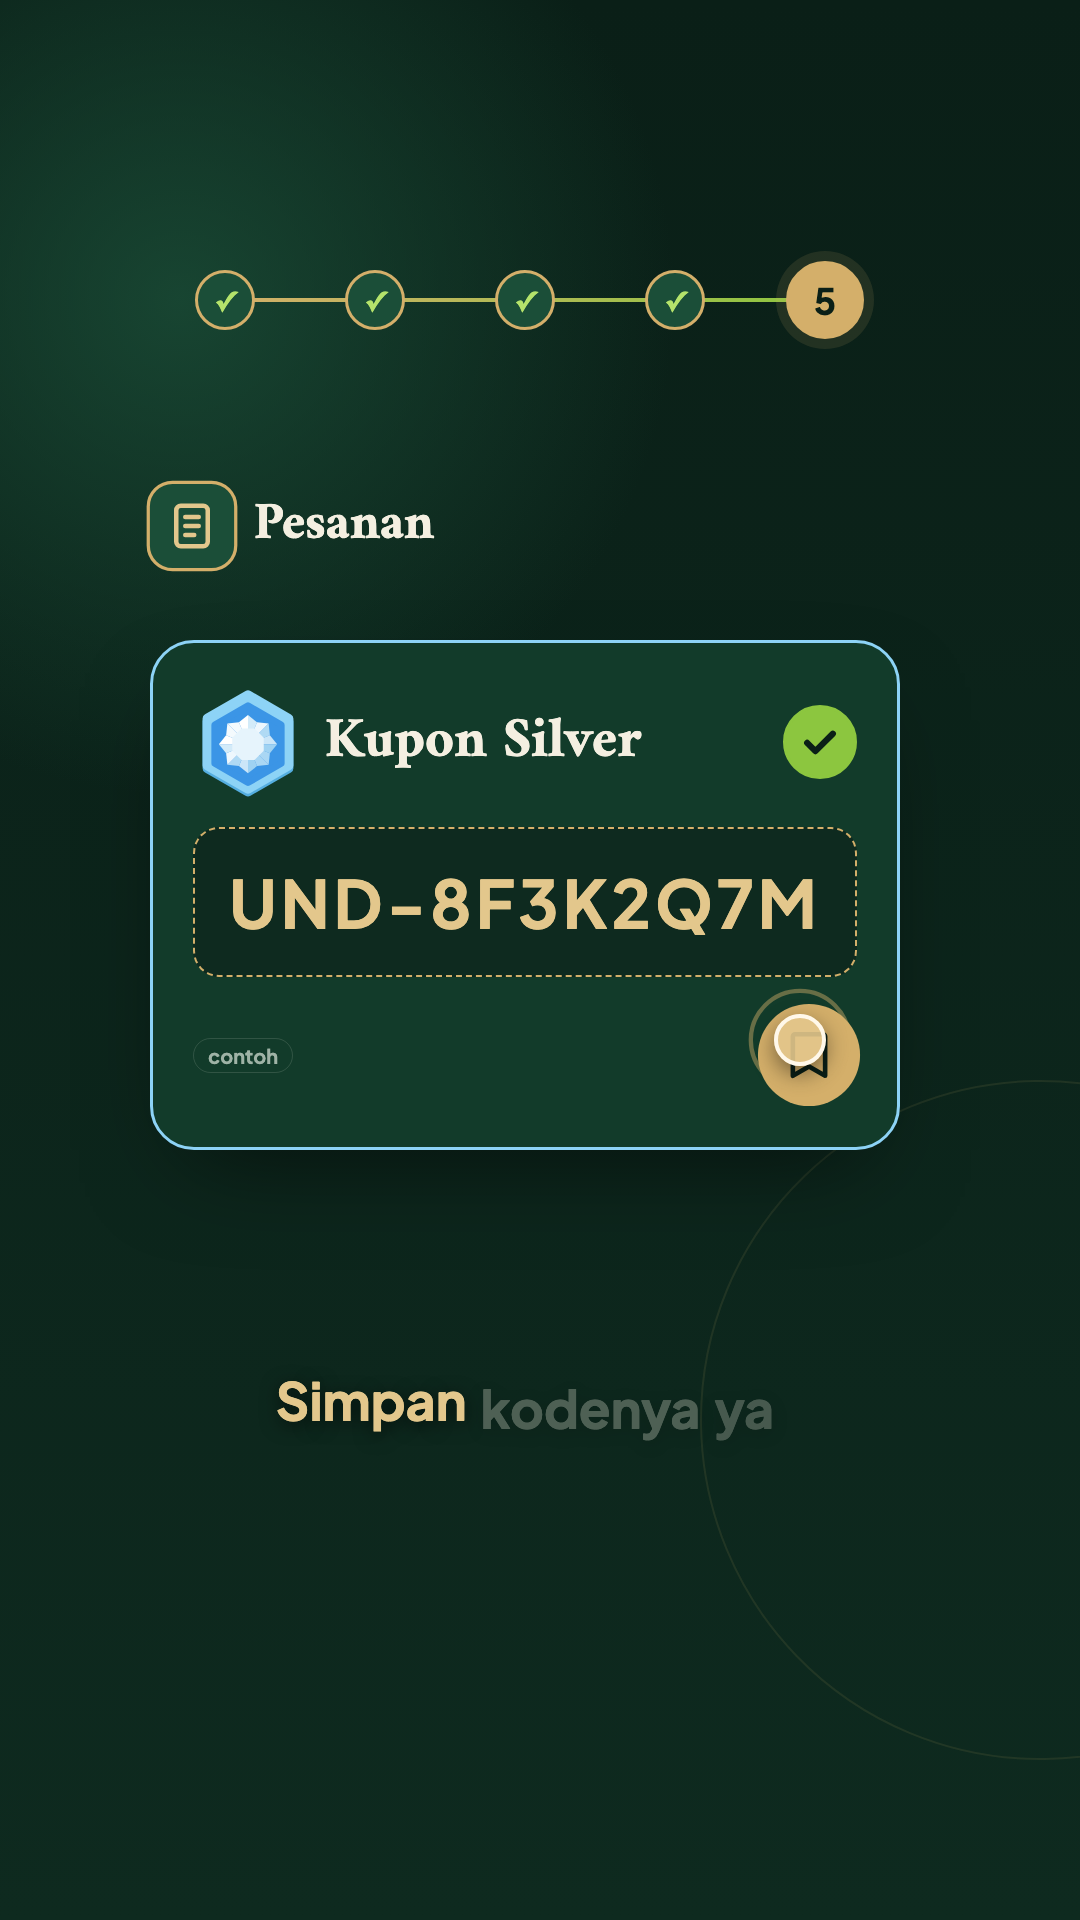 5
Pesanan
Kupon Silver
UND-8F3K2Q7M
contoh
Simpan kodenya ya